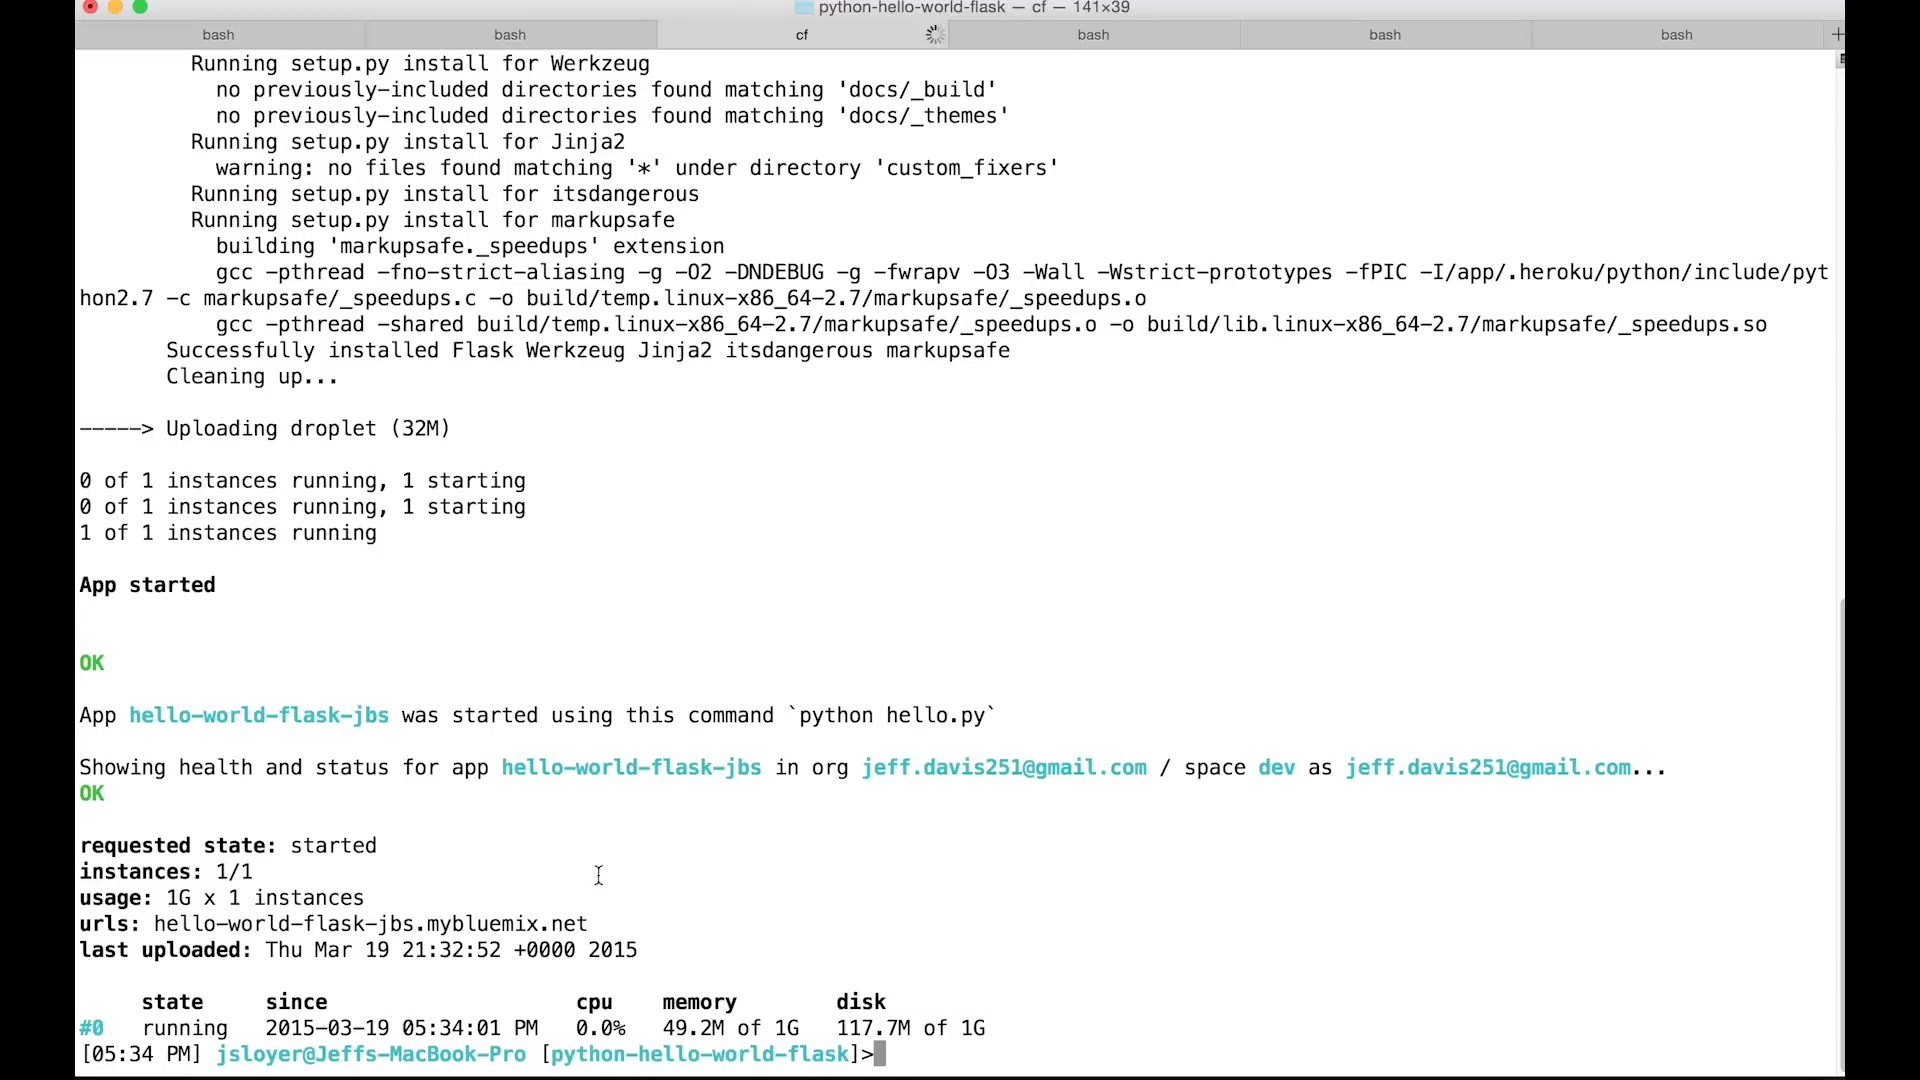 python-hello-world-flask — cf — 141×39
bash
bash
cf
bash
bash
bash
Running setup.py install for Werkzeug
no previously-included directories found matching 'docs/_build'
no previously-included directories found matching 'docs/_themes'
Running setup.py install for Jinja2
warning: no files found matching '*' under directory 'custom_fixers'
Running setup.py install for itsdangerous
Running setup.py install for markupsafe
building 'markupsafe._speedups' extension
gcc -pthread -fno-strict-aliasing -g -O2 -DNDEBUG -g -fwrapv -O3 -Wall -Wstrict-prototypes -fPIC -I/app/.heroku/python/include/pyt
hon2.7 -c markupsafe/_speedups.c -o build/temp.linux-x86_64-2.7/markupsafe/_speedups.o
gcc -pthread -shared build/temp.linux-x86_64-2.7/markupsafe/_speedups.o -o build/lib.linux-x86_64-2.7/markupsafe/_speedups.so
Successfully installed Flask Werkzeug Jinja2 itsdangerous markupsafe
Cleaning up...
-----> Uploading droplet (32M)
0 of 1 instances running, 1 starting
0 of 1 instances running, 1 starting
1 of 1 instances running
App started
OK
App hello-world-flask-jbs was started using this command `python hello.py`
Showing health and status for app hello-world-flask-jbs in org jeff.davis251@gmail.com / space dev as jeff.davis251@gmail.com...
OK
requested state: started
instances: 1/1
usage: 1G x 1 instances
urls: hello-world-flask-jbs.mybluemix.net
last uploaded: Thu Mar 19 21:32:52 +0000 2015
state since cpu memory disk
#0 running 2015-03-19 05:34:01 PM 0.0% 49.2M of 1G 117.7M of 1G
[05:34 PM] jsloyer@Jeffs-MacBook-Pro [python-hello-world-flask]>